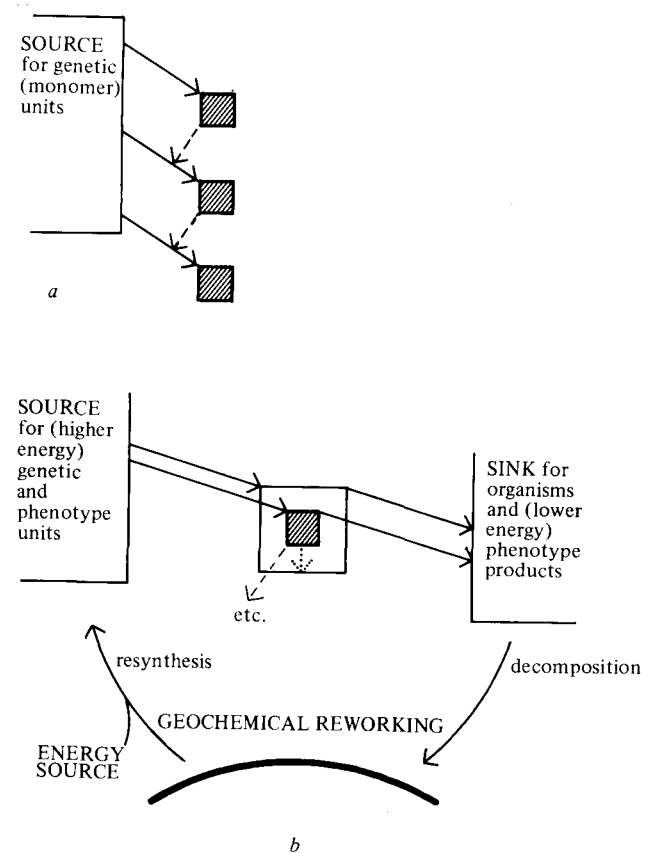 SOURCE
for genetic
(monomer)
units
a
SOURCE
for (higher
energy)
genetic
and
phenotype
units
SINK for
organisms
and (lower
energy)
phenotype
products
etc.
resynthesis
decomposition
GEOCHEMICAL REWORKING
ENERGY
SOURCE
b